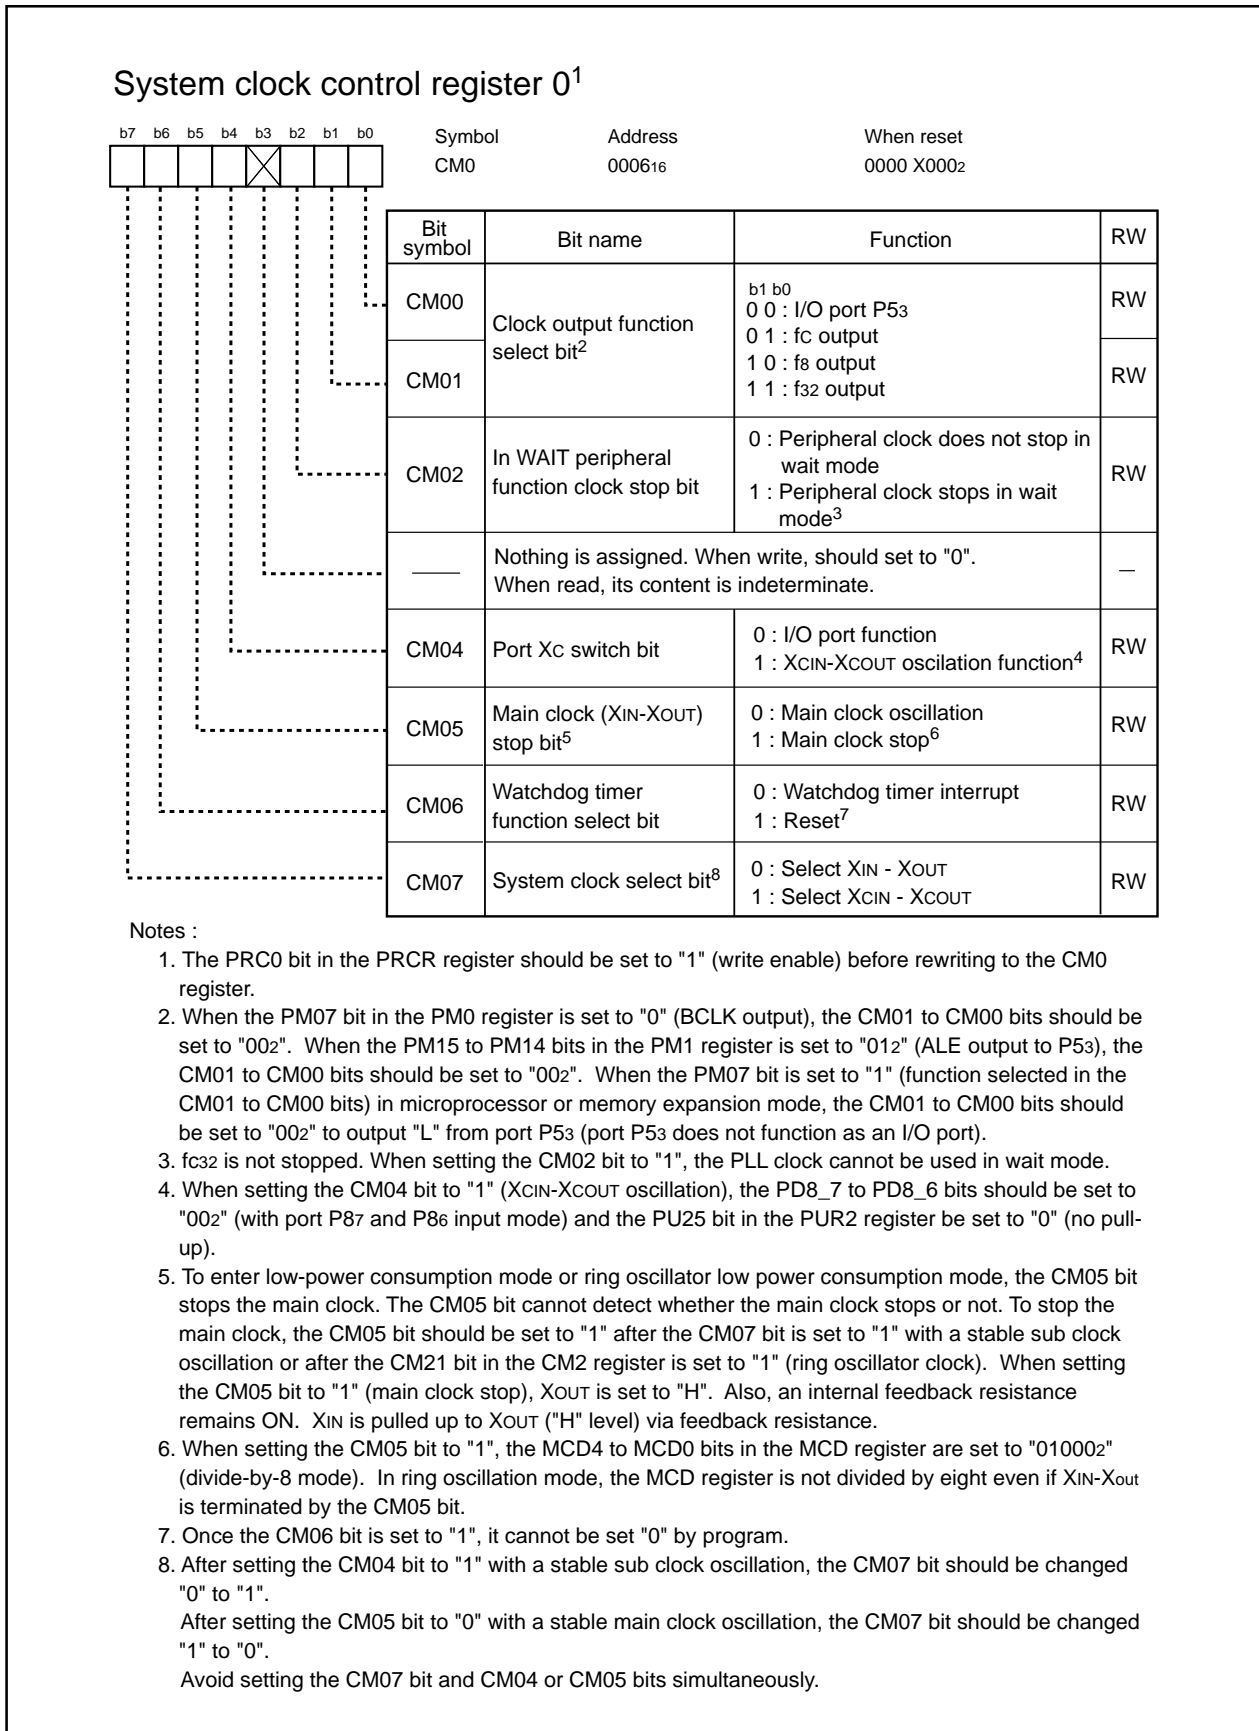 System clock control register 0¹
b7 b6 b5 b4 b3 b2 b1 b0
Symbol Address When reset
CM0 0006₁₆ 0000 X000₂
Bit symbol Bit name Function RW
CM00 Clock output function select bit² b1 b0 RW
0 0 : I/O port P5₃
0 1 : fC output
CM01 1 0 : f8 output RW
1 1 : f32 output
CM02 In WAIT peripheral function clock stop bit 0 : Peripheral clock does not stop in RW
wait mode
1 : Peripheral clock stops in wait
mode³
Nothing is assigned. When write, should set to "0". —
When read, its content is indeterminate.
CM04 Port XC switch bit 0 : I/O port function RW
1 : XCIN-XCOUT oscilation function⁴
CM05 Main clock (XIN-XOUT) stop bit⁵ 0 : Main clock oscillation RW
1 : Main clock stop⁶
CM06 Watchdog timer function select bit 0 : Watchdog timer interrupt RW
1 : Reset⁷
CM07 System clock select bit⁸ 0 : Select XIN - XOUT RW
1 : Select XCIN - XCOUT
Notes :
1. The PRC0 bit in the PRCR register should be set to "1" (write enable) before rewriting to the CM0
register.
2. When the PM07 bit in the PM0 register is set to "0" (BCLK output), the CM01 to CM00 bits should be
set to "00₂". When the PM15 to PM14 bits in the PM1 register is set to "01₂" (ALE output to P5₃), the
CM01 to CM00 bits should be set to "00₂". When the PM07 bit is set to "1" (function selected in the
CM01 to CM00 bits) in microprocessor or memory expansion mode, the CM01 to CM00 bits should
be set to "00₂" to output "L" from port P5₃ (port P5₃ does not function as an I/O port).
3. fc32 is not stopped. When setting the CM02 bit to "1", the PLL clock cannot be used in wait mode.
4. When setting the CM04 bit to "1" (XCIN-XCOUT oscillation), the PD8_7 to PD8_6 bits should be set to
"00₂" (with port P8₇ and P8₆ input mode) and the PU25 bit in the PUR2 register be set to "0" (no pull-
up).
5. To enter low-power consumption mode or ring oscillator low power consumption mode, the CM05 bit
stops the main clock. The CM05 bit cannot detect whether the main clock stops or not. To stop the
main clock, the CM05 bit should be set to "1" after the CM07 bit is set to "1" with a stable sub clock
oscillation or after the CM21 bit in the CM2 register is set to "1" (ring oscillator clock). When setting
the CM05 bit to "1" (main clock stop), XOUT is set to "H". Also, an internal feedback resistance
remains ON. XIN is pulled up to XOUT ("H" level) via feedback resistance.
6. When setting the CM05 bit to "1", the MCD4 to MCD0 bits in the MCD register are set to "01000₂"
(divide-by-8 mode). In ring oscillation mode, the MCD register is not divided by eight even if XIN-Xout
is terminated by the CM05 bit.
7. Once the CM06 bit is set to "1", it cannot be set "0" by program.
8. After setting the CM04 bit to "1" with a stable sub clock oscillation, the CM07 bit should be changed
"0" to "1".
After setting the CM05 bit to "0" with a stable main clock oscillation, the CM07 bit should be changed
"1" to "0".
Avoid setting the CM07 bit and CM04 or CM05 bits simultaneously.